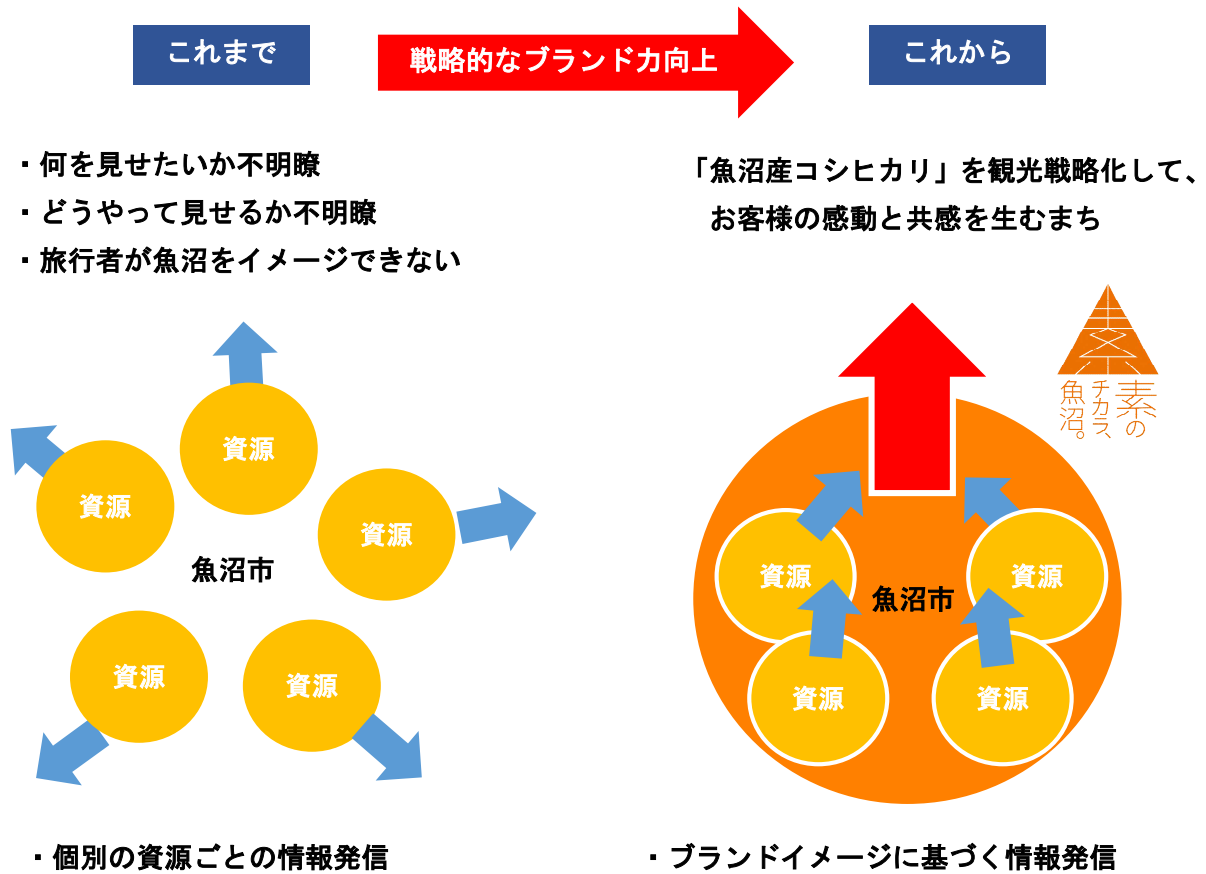 これまで
戦略的なブランド力向上
これから
・何を見せたいか不明瞭
・どうやって見せるか不明瞭
・旅行者が魚沼をイメージできない
「魚沼産コシヒカリ」を観光戦略化して、
お客様の感動と共感を生むまち
素の
チカラ、
魚沼。
資源
資源
資源
魚沼市
資源
資源
資源
資源
魚沼市
資源
資源
・個別の資源ごとの情報発信
・ブランドイメージに基づく情報発信